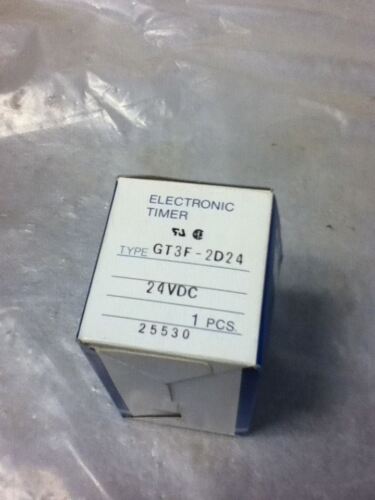 ELECTRONIC
TIMER
TYPE GT3F-2D24
24VDC
1 PCS.
25530